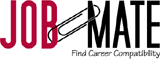 JOB MATE
Find Career Compatibility